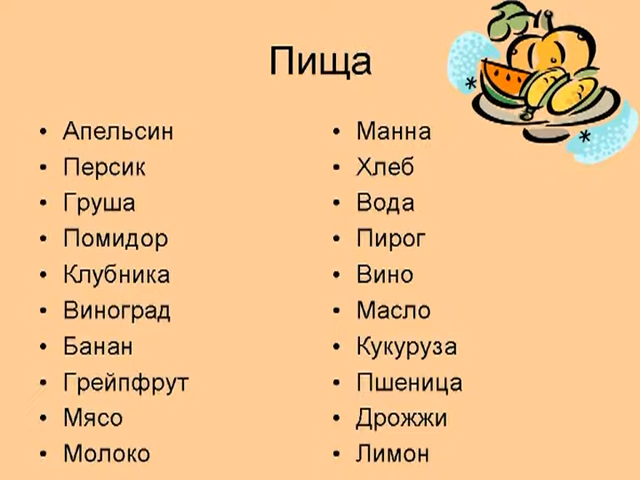 Пища
• Апельсин
• Персик
• Груша
• Помидор
• Клубника
• Виноград
• Банан
• Грейпфрут
• Мясо
• Молоко
• Манна
• Хлеб
• Вода
• Пирог
• Вино
• Масло
• Кукуруза
• Пшеница
• Дрожжи
• Лимон